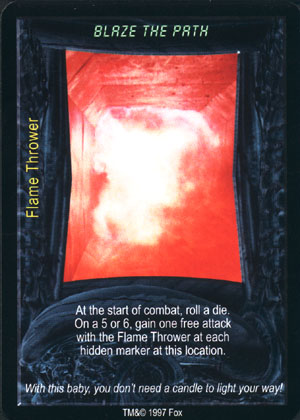 BLAZE THE PATH
Flame Thrower
At the start of combat, roll a die.
On a 5 or 6, gain one free attack
with the Flame Thrower at each
hidden marker at this location.
With this baby, you don't need a candle to light your way!
TM&© 1997 Fox